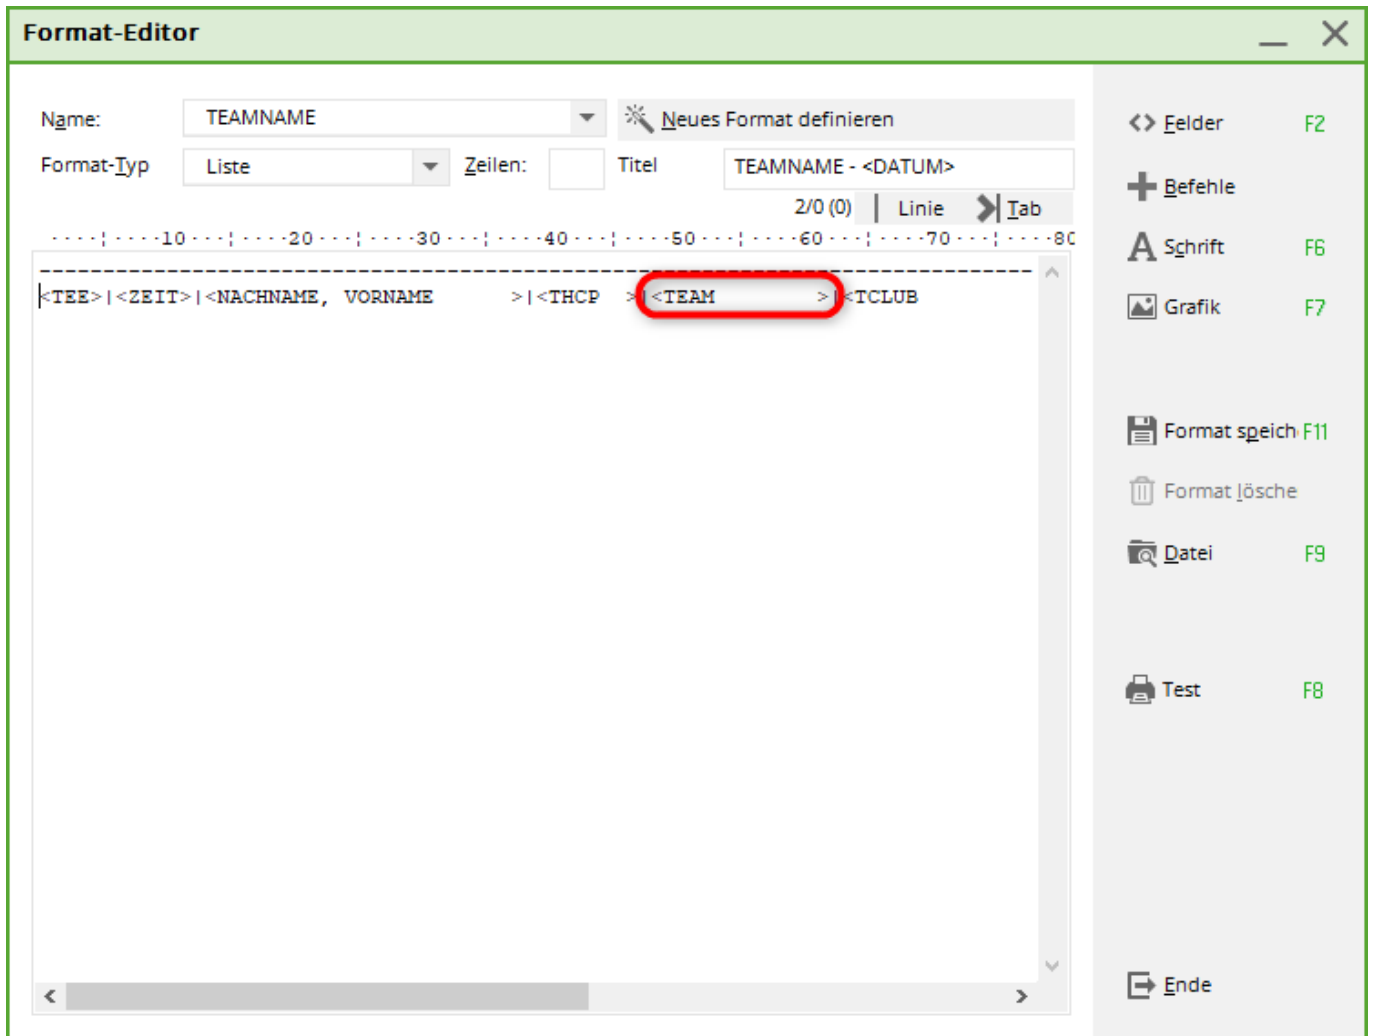 Format-Editor
Name: TEAMNAME Neues Format definieren
Format-Typ Liste Zeilen: Titel TEAMNAME - <DATUM>
2/0 (0) Linie Tab
····¦····10···¦····20···¦····30···¦····40···¦····50···¦····60···¦····70···¦····80
------------------------------------------------------------------------------
<TEE>|<ZEIT>|<NACHNAME, VORNAME      >|<THCP  >|<TEAM        >|<TCLUB
Felder F2
Befehle
Schrift F6
Grafik F7
Format speich F11
Format lösche
Datei F9
Test F8
Ende